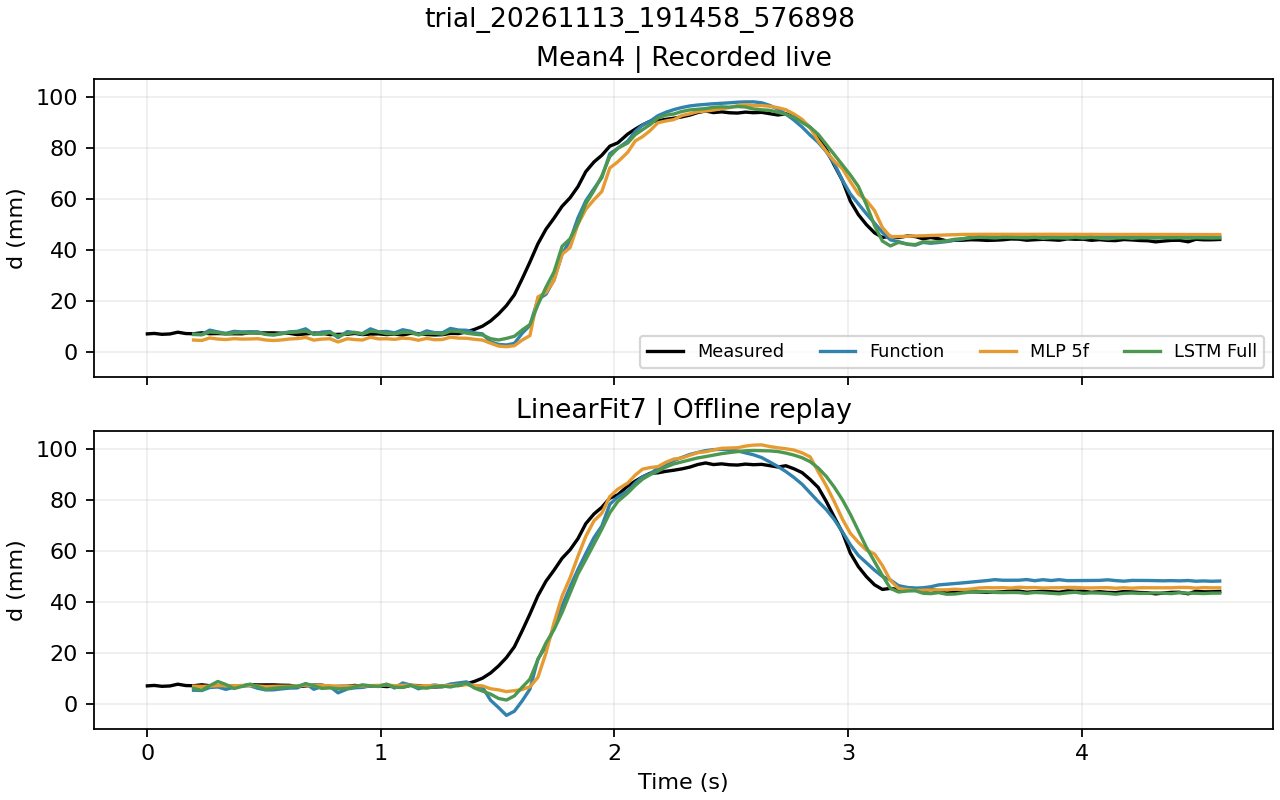 trial_20261113_191458_576898
Mean4 | Recorded live
100
80
60
40
20
0
d (mm)
Measured Function MLP 5f LSTM Full
LinearFit7 | Offline replay
100
80
60
40
20
0
d (mm)
0 1 2 3 4
Time (s)